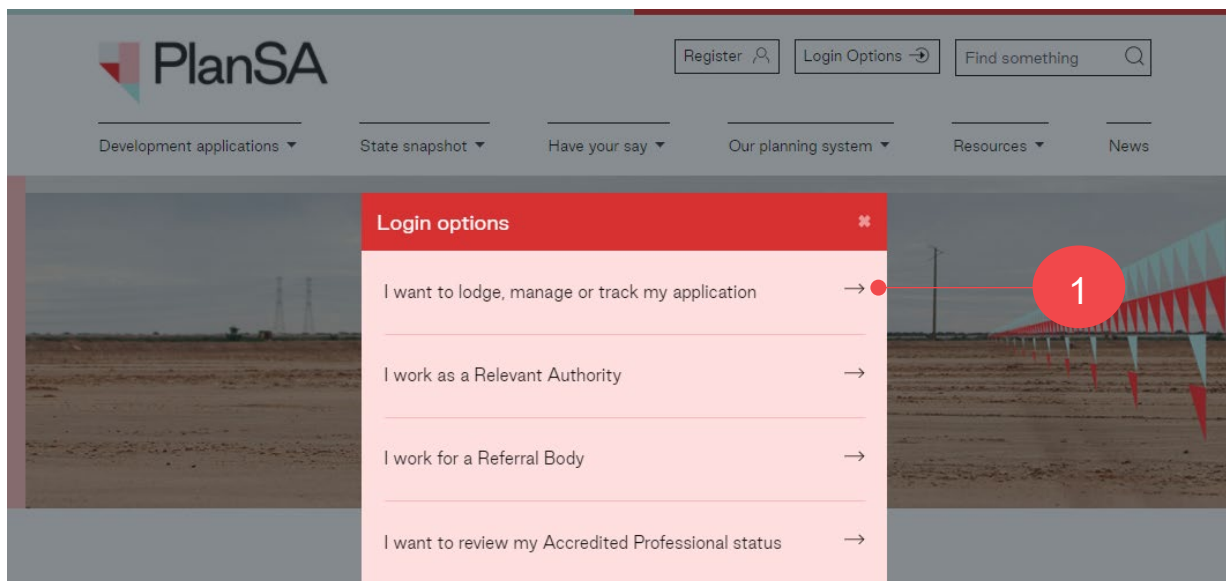 PlanSA
Register
Login Options
Find something
Development applications
State snapshot
Have your say
Our planning system
Resources
News
Login options
I want to lodge, manage or track my application
1
I work as a Relevant Authority
I work for a Referral Body
I want to review my Accredited Professional status